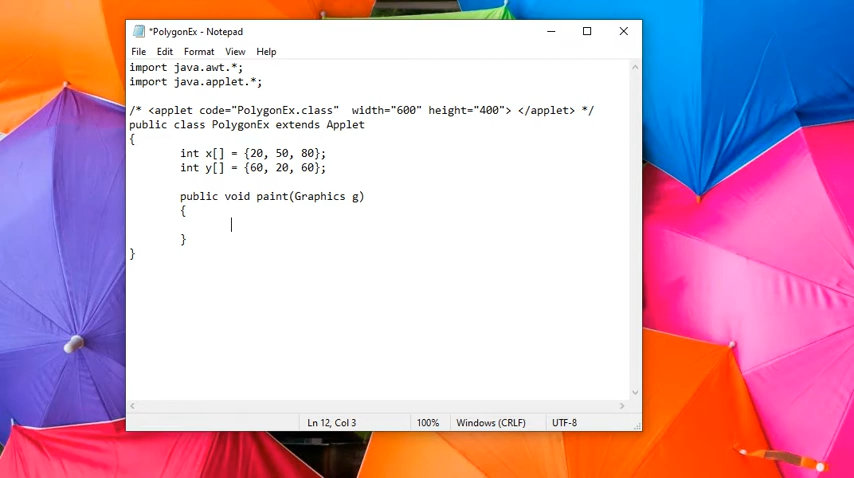 *PolygonEx - Notepad
File Edit Format View Help
import java.awt.*;
import java.applet.*;
/* <applet code="PolygonEx.class"  width="600" height="400"> </applet> */
public class PolygonEx extends Applet
{
int x[] = {20, 50, 80};
int y[] = {60, 20, 60};
public void paint(Graphics g)
{
}
}
Ln 12, Col 3 100% Windows (CRLF) UTF-8